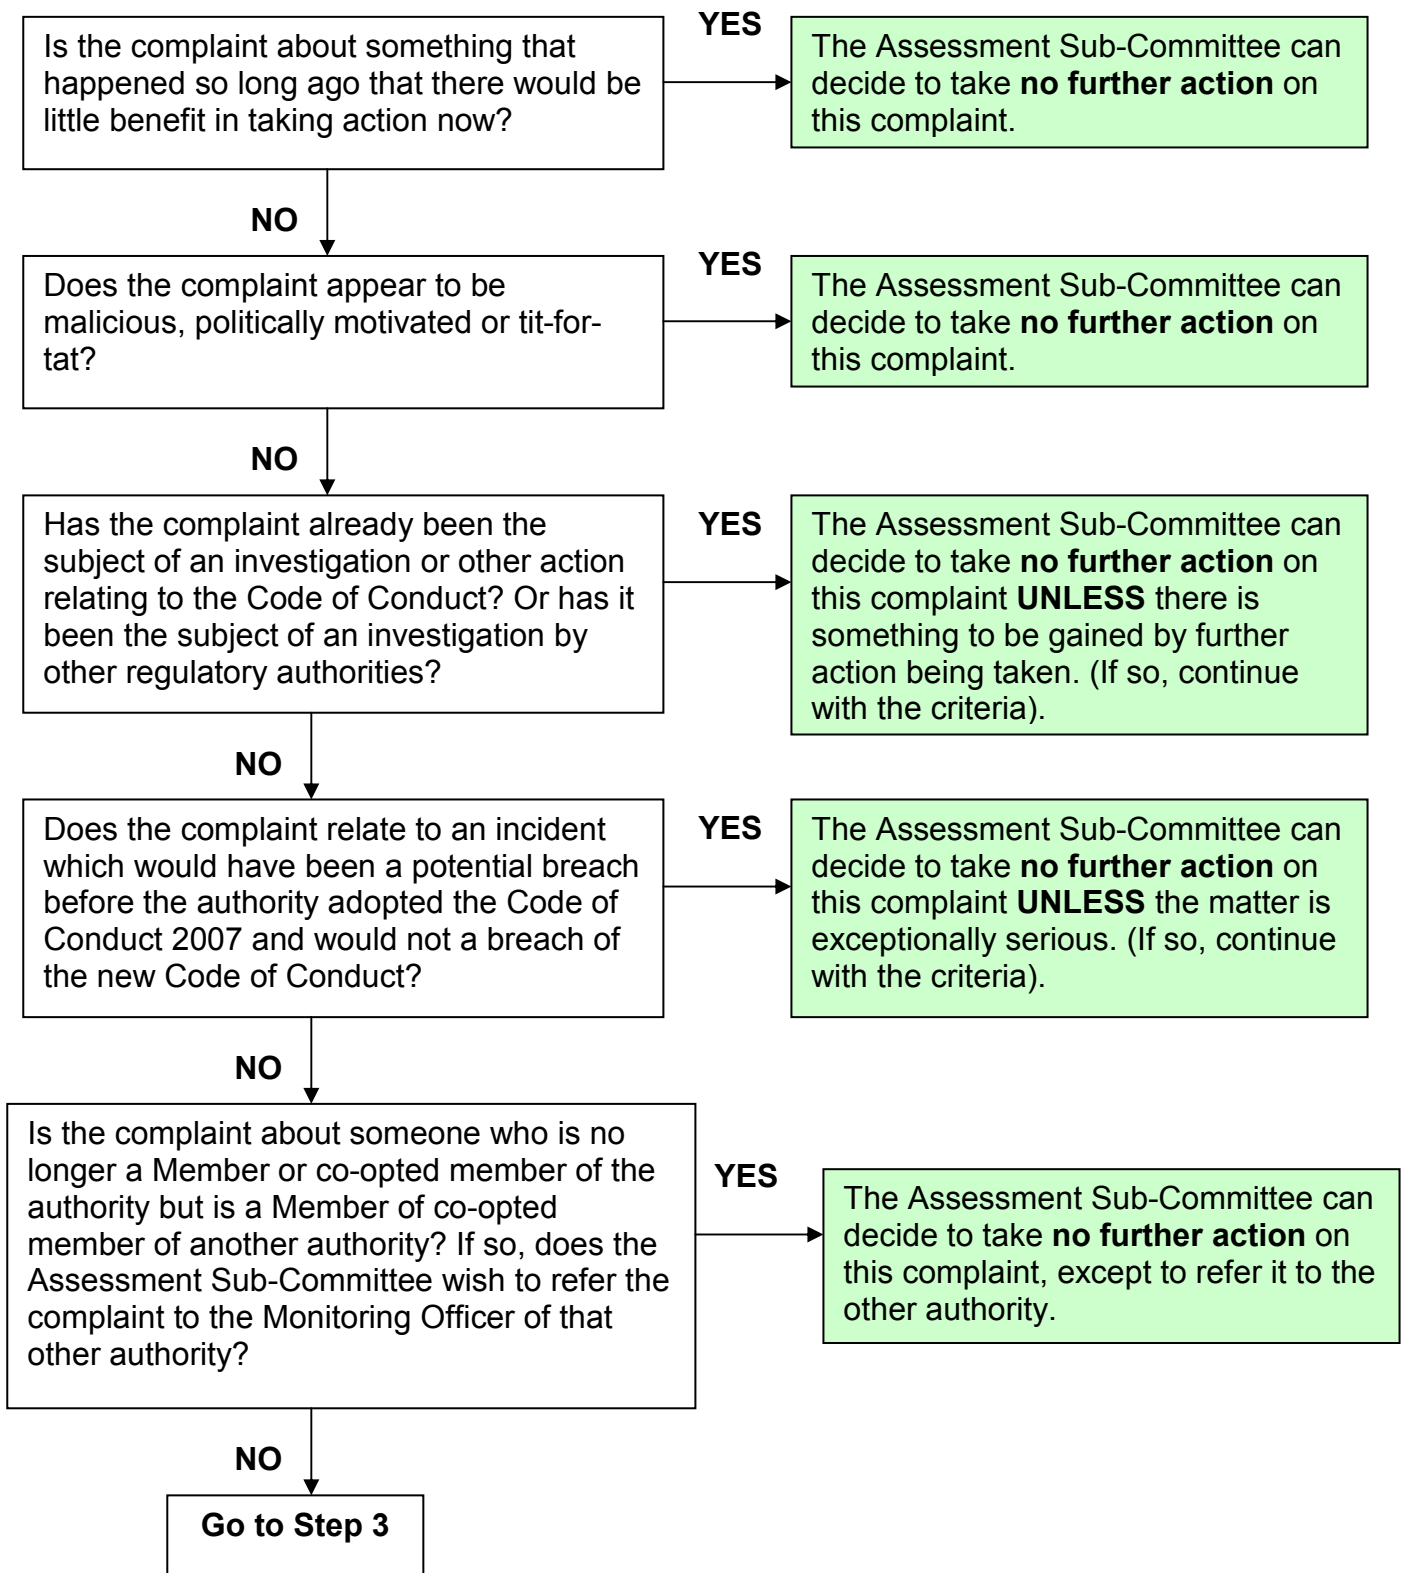 Is the complaint about something that
happened so long ago that there would be
little benefit in taking action now?
YES
The Assessment Sub-Committee can
decide to take no further action on
this complaint.
NO
Does the complaint appear to be
malicious, politically motivated or tit-for-
tat?
YES
The Assessment Sub-Committee can
decide to take no further action on
this complaint.
NO
Has the complaint already been the
subject of an investigation or other action
relating to the Code of Conduct? Or has it
been the subject of an investigation by
other regulatory authorities?
YES
The Assessment Sub-Committee can
decide to take no further action on
this complaint UNLESS there is
something to be gained by further
action being taken. (If so, continue
with the criteria).
NO
Does the complaint relate to an incident
which would have been a potential breach
before the authority adopted the Code of
Conduct 2007 and would not a breach of
the new Code of Conduct?
YES
The Assessment Sub-Committee can
decide to take no further action on
this complaint UNLESS the matter is
exceptionally serious. (If so, continue
with the criteria).
NO
Is the complaint about someone who is no
longer a Member or co-opted member of the
authority but is a Member of co-opted
member of another authority? If so, does the
Assessment Sub-Committee wish to refer the
complaint to the Monitoring Officer of that
other authority?
YES
The Assessment Sub-Committee can
decide to take no further action on
this complaint, except to refer it to the
other authority.
NO
Go to Step 3